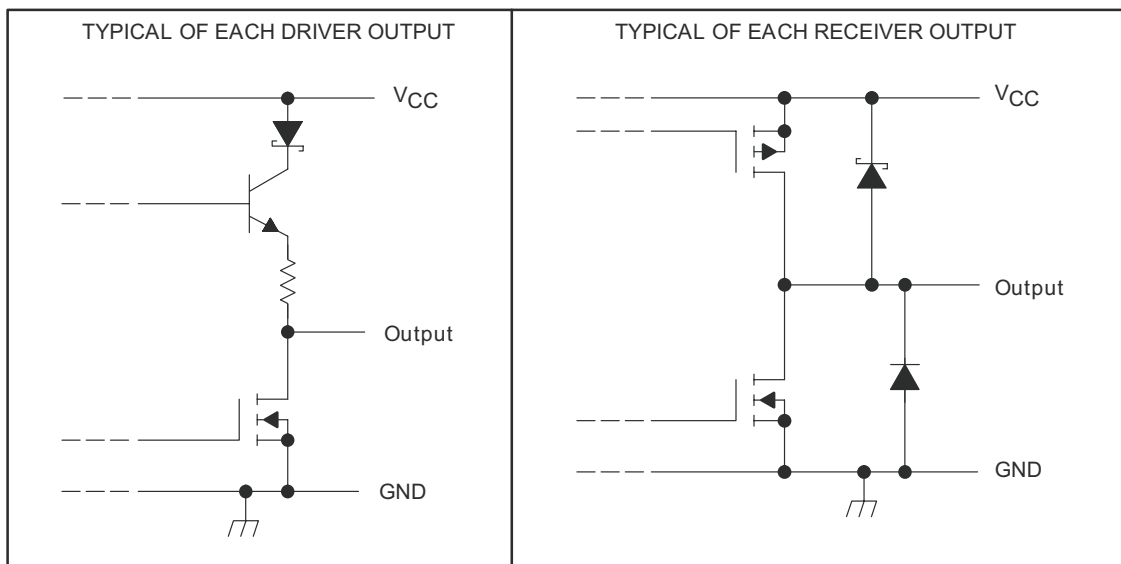 TYPICAL OF EACH DRIVER OUTPUT
VCC
Output
GND
TYPICAL OF EACH RECEIVER OUTPUT
VCC
Output
GND